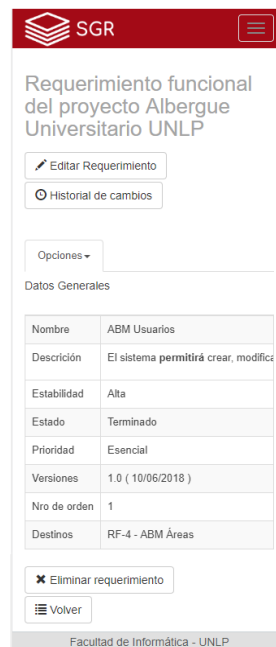 SGR
Requerimiento funcional
del proyecto Albergue
Universitario UNLP
Editar Requerimiento
Historial de cambios
Opciones
Datos Generales
Nombre ABM Usuarios
Descrición El sistema permitirá crear, modifica
Estabilidad Alta
Estado Terminado
Prioridad Esencial
Versiones 1.0 ( 10/06/2018 )
Nro de orden 1
Destinos RF-4 - ABM Áreas
Eliminar requerimiento
Volver
Facultad de Informática - UNLP